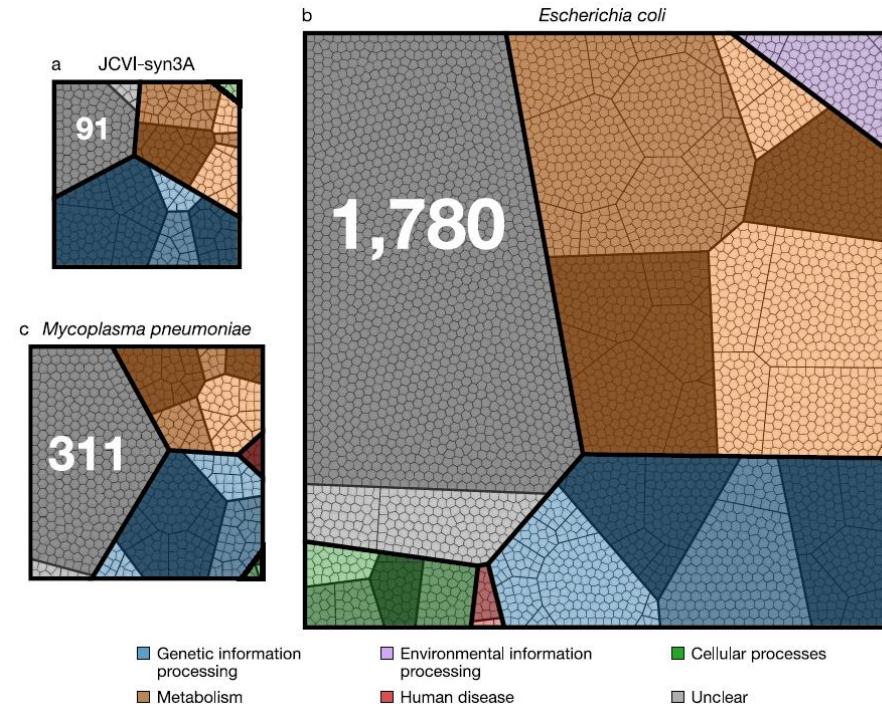 b Escherichia coli
a JCVI-syn3A
91
1,780
c Mycoplasma pneumoniae
311
Genetic information
processing
Environmental information
processing
Cellular processes
Metabolism
Human disease
Unclear